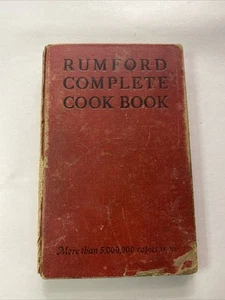 RUMFORD
COMPLETE
COOK BOOK
More than 5,000,000 copies